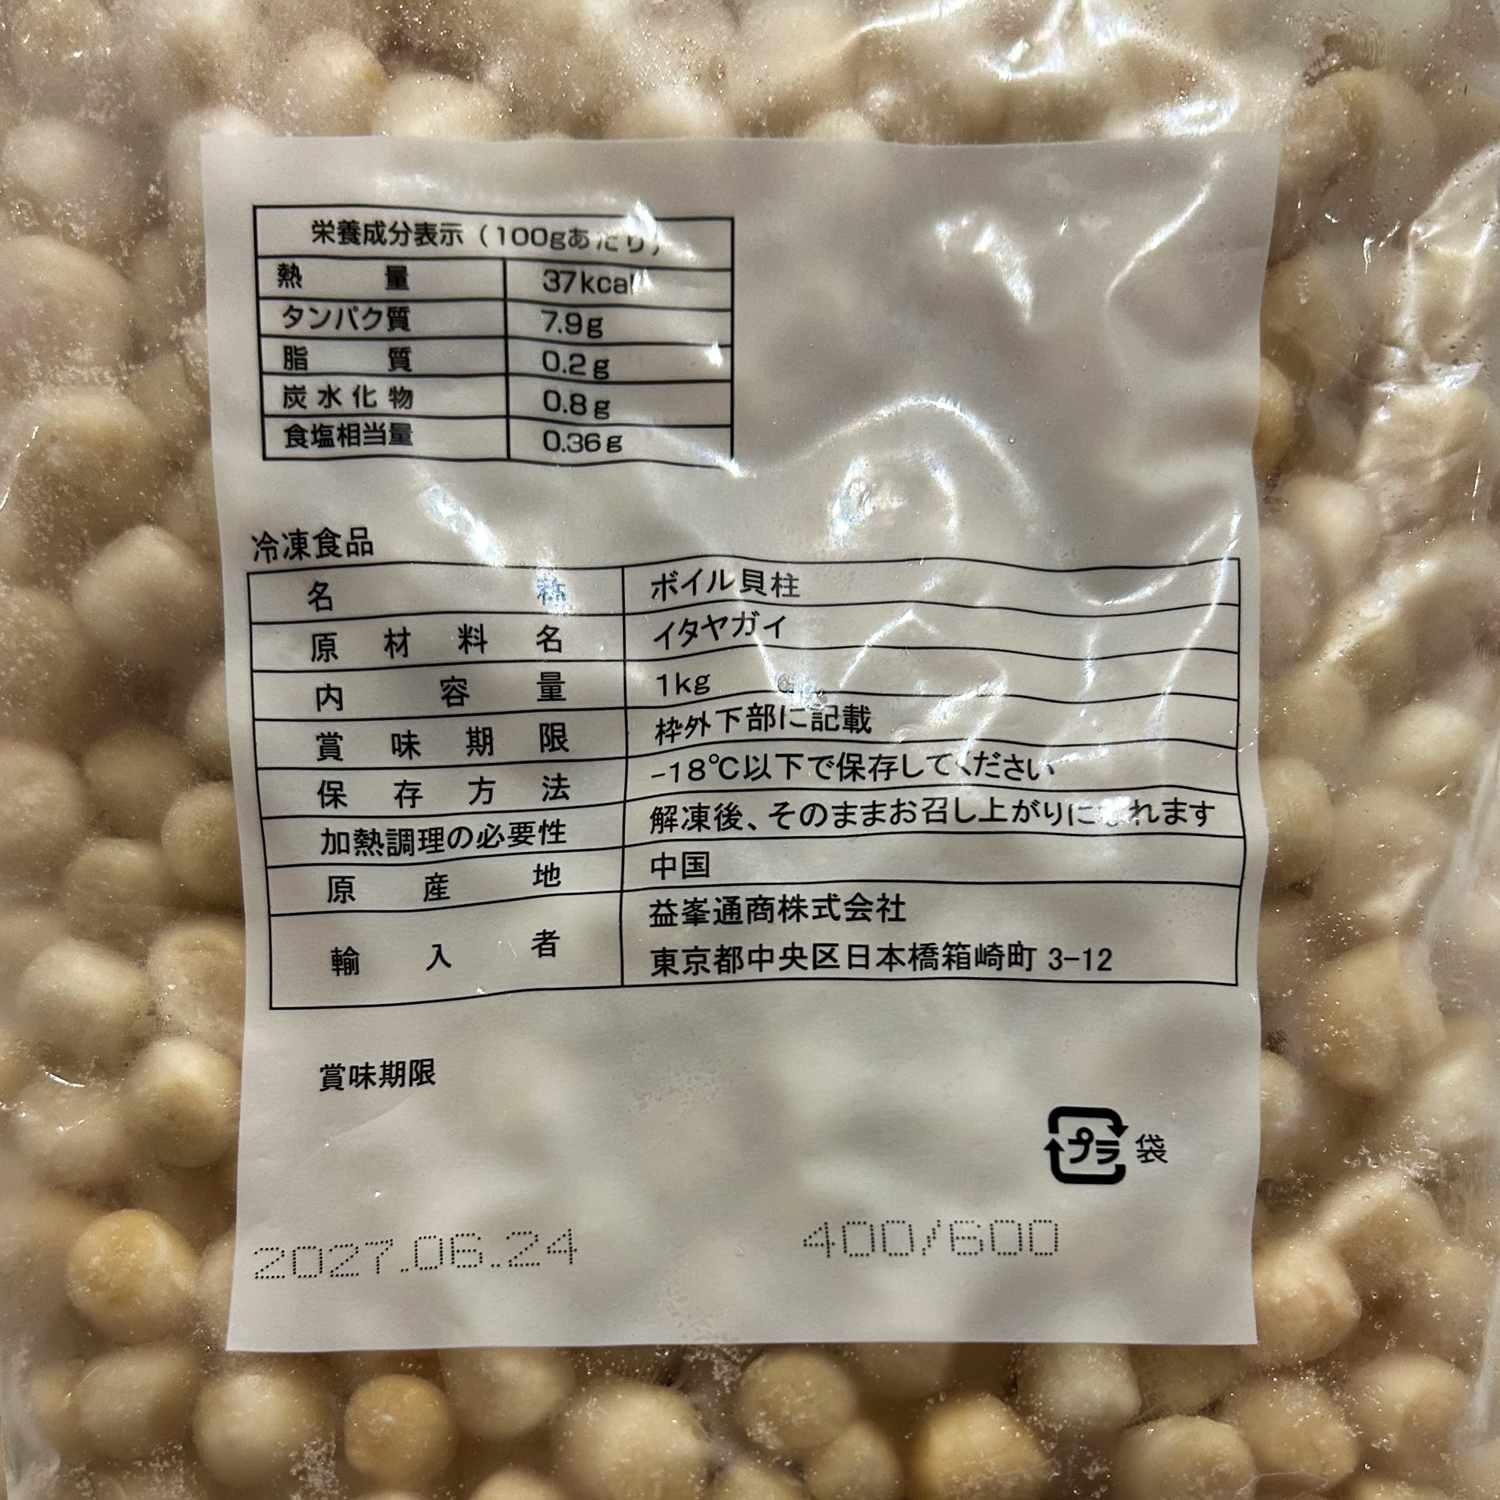 栄養成分表示(100gあたり)
熱量 37kcal
タンパク質 7.9g
脂質 0.2g
炭水化物 0.8g
食塩相当量 0.36g
冷凍食品
名称 ボイル貝柱
原材料名 イタヤガイ
内容量 1kg
賞味期限 枠外下部に記載
保存方法 -18℃以下で保存してください
加熱調理の必要性 解凍後、そのままお召し上がりになれます
原産地 中国
輸入者 益峯通商株式会社
東京都中央区日本橋箱崎町 3-12
賞味期限
プラ 袋
2027.06.24 400/600